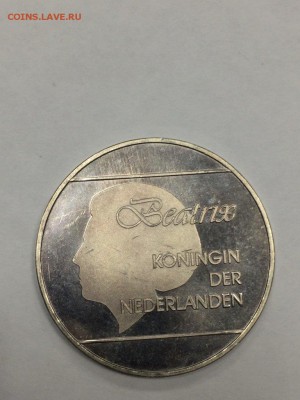 COINS.LAVE.RU
Beatrix
KONINGIN
DER
NEDERLANDEN